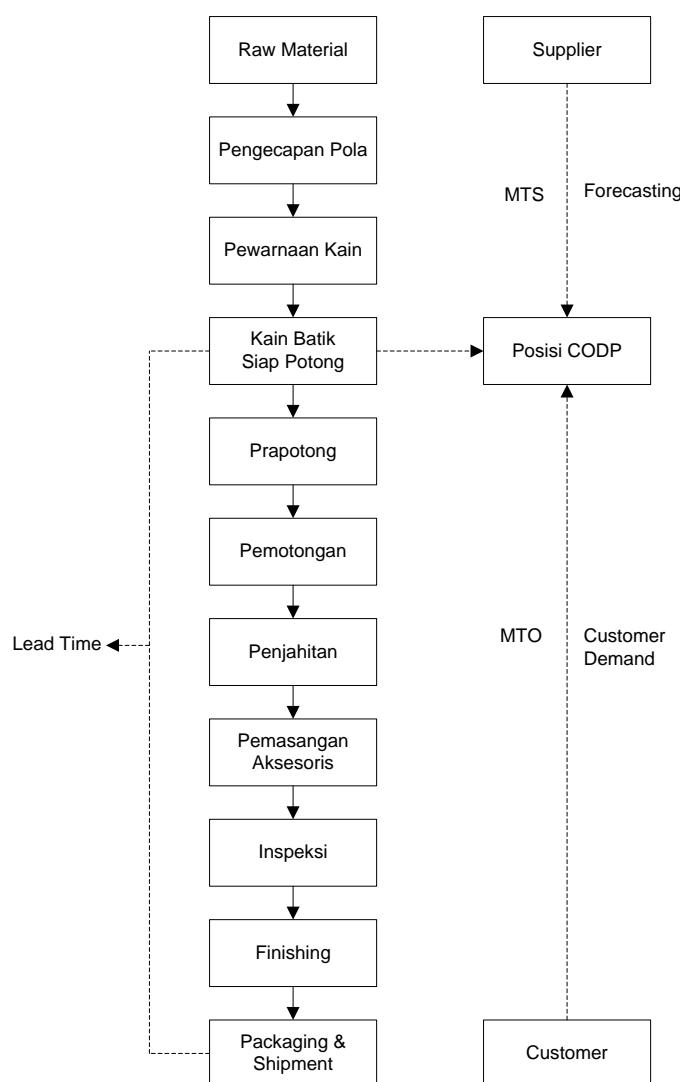 Raw Material
Supplier
Pengecapan Pola
MTS
Forecasting
Pewarnaan Kain
Kain Batik
Siap Potong
Posisi CODP
Prapotong
Pemotongan
Lead Time
Penjahitan
MTO
Customer
Demand
Pemasangan
Aksesoris
Inspeksi
Finishing
Packaging &
Shipment
Customer